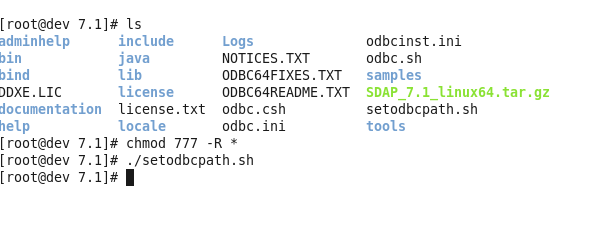 [root@dev 7.1]# ls
adminhelp include Logs odbcinst.ini
bin java NOTICES.TXT odbc.sh
bind lib ODBC64FIXES.TXT samples
DDXE.LIC license ODBC64README.TXT SDAP_7.1_linux64.tar.gz
documentation license.txt odbc.csh setodbcpath.sh
help locale odbc.ini tools
[root@dev 7.1]# chmod 777 -R *
[root@dev 7.1]# ./setodbcpath.sh
[root@dev 7.1]#